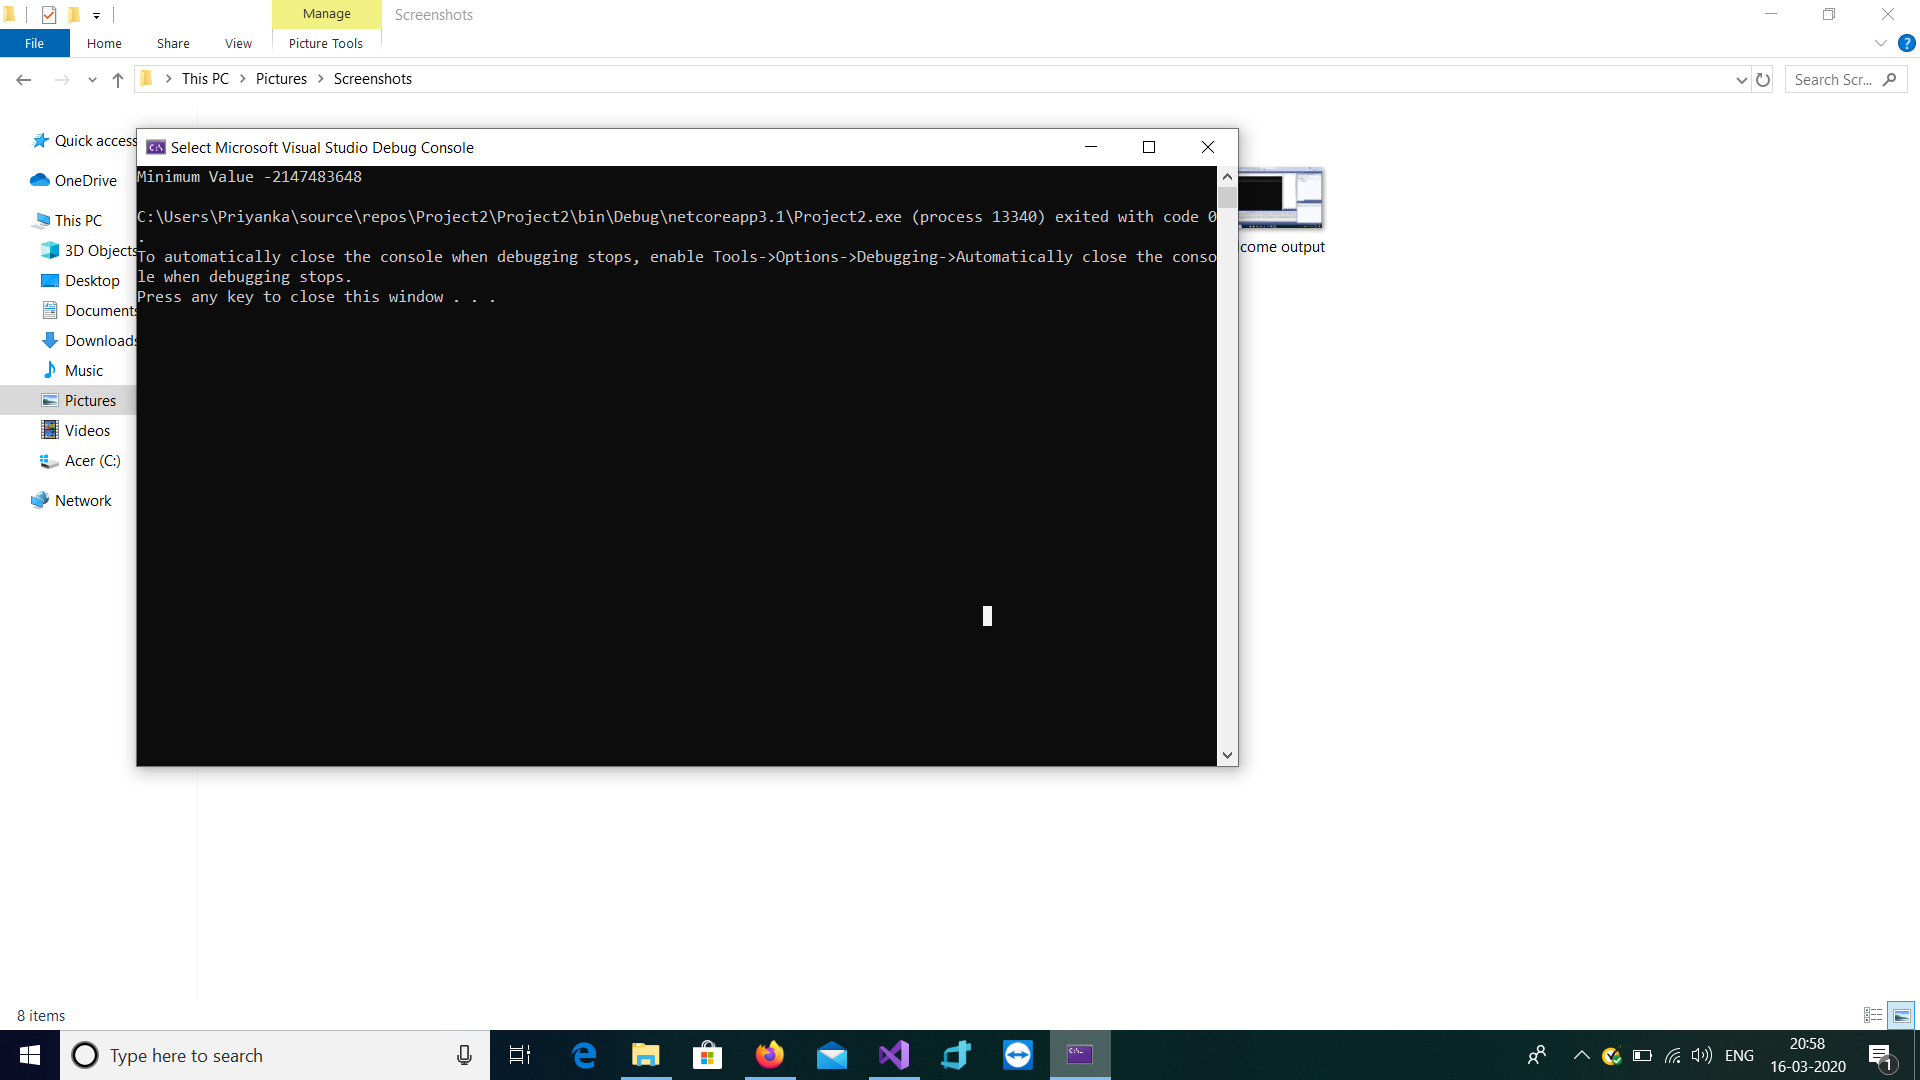 Manage
Screenshots
File
Home
Share
View
Picture Tools
This PC
Pictures
Screenshots
Search Scr...
Quick access
OneDrive
This PC
3D Objects
Desktop
Documents
Downloads
Music
Pictures
Videos
Acer (C:)
Network
Select Microsoft Visual Studio Debug Console
Minimum Value -2147483648
C:\Users\Priyanka\source\repos\Project2\Project2\bin\Debug\netcoreapp3.1\Project2.exe (process 13340) exited with code 0
.
To automatically close the console when debugging stops, enable Tools->Options->Debugging->Automatically close the conso
le when debugging stops.
Press any key to close this window . . .
lcome output
8 items
Type here to search
ENG
20:58
16-03-2020
1